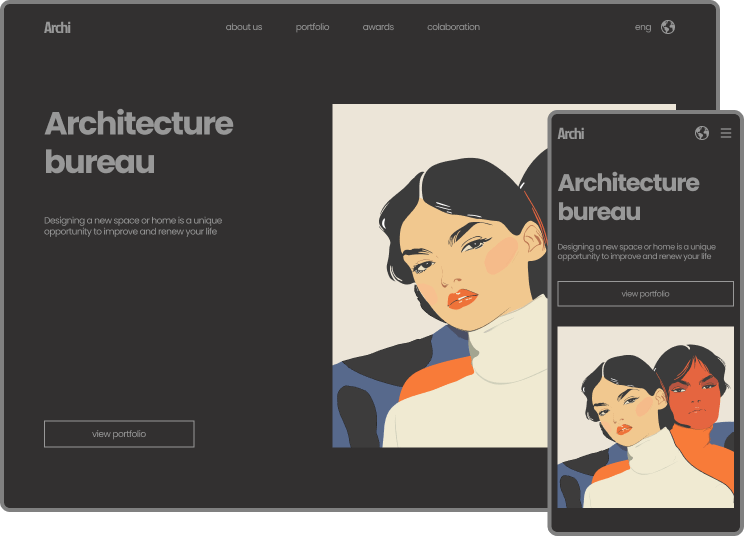 Archi
about us portfolio awards colaboration
eng
Architecture
bureau
Designing a new space or home is a unique
opportunity to improve and renew your life
view portfolio
Archi
Architecture
bureau
Designing a new space or home is a unique
opportunity to improve and renew your life
view portfolio